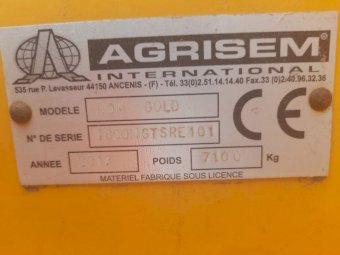 AGRISEM
INTERNATIONAL
535 rue P. Levasseur 44150 ANCENIS - (F) - Tél. 33(0)2.51.14.14.40 Fax.33 (0)2.40.96.32.36
MODELE GOLD
N° DE SERIE
ANNEE POIDS 7100 Kg
CE
MATERIEL FABRIQUE SOUS LICENCE